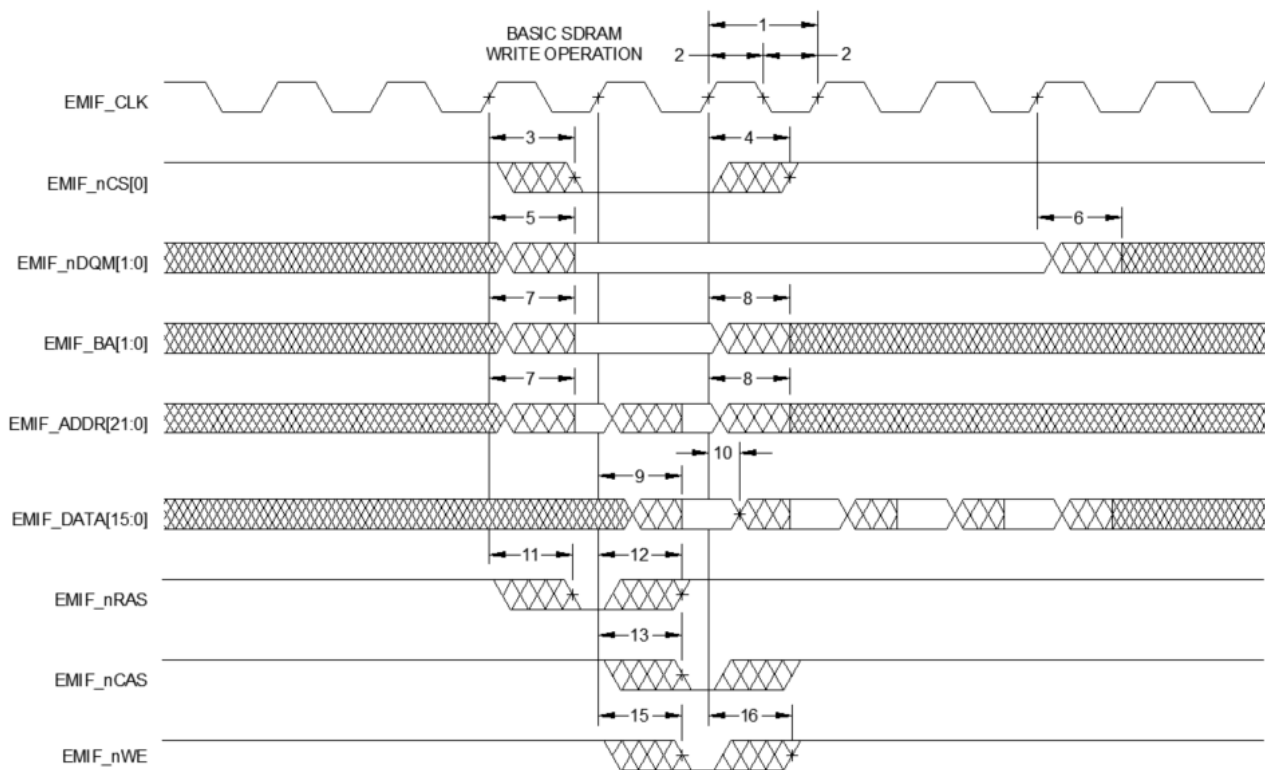 BASIC SDRAM
WRITE OPERATION
1
2
2
EMIF_CLK
3
4
EMIF_nCS[0]
5
6
EMIF_nDQM[1:0]
7
8
EMIF_BA[1:0]
7
8
EMIF_ADDR[21:0]
10
9
EMIF_DATA[15:0]
11
12
EMIF_nRAS
13
EMIF_nCAS
15
16
EMIF_nWE